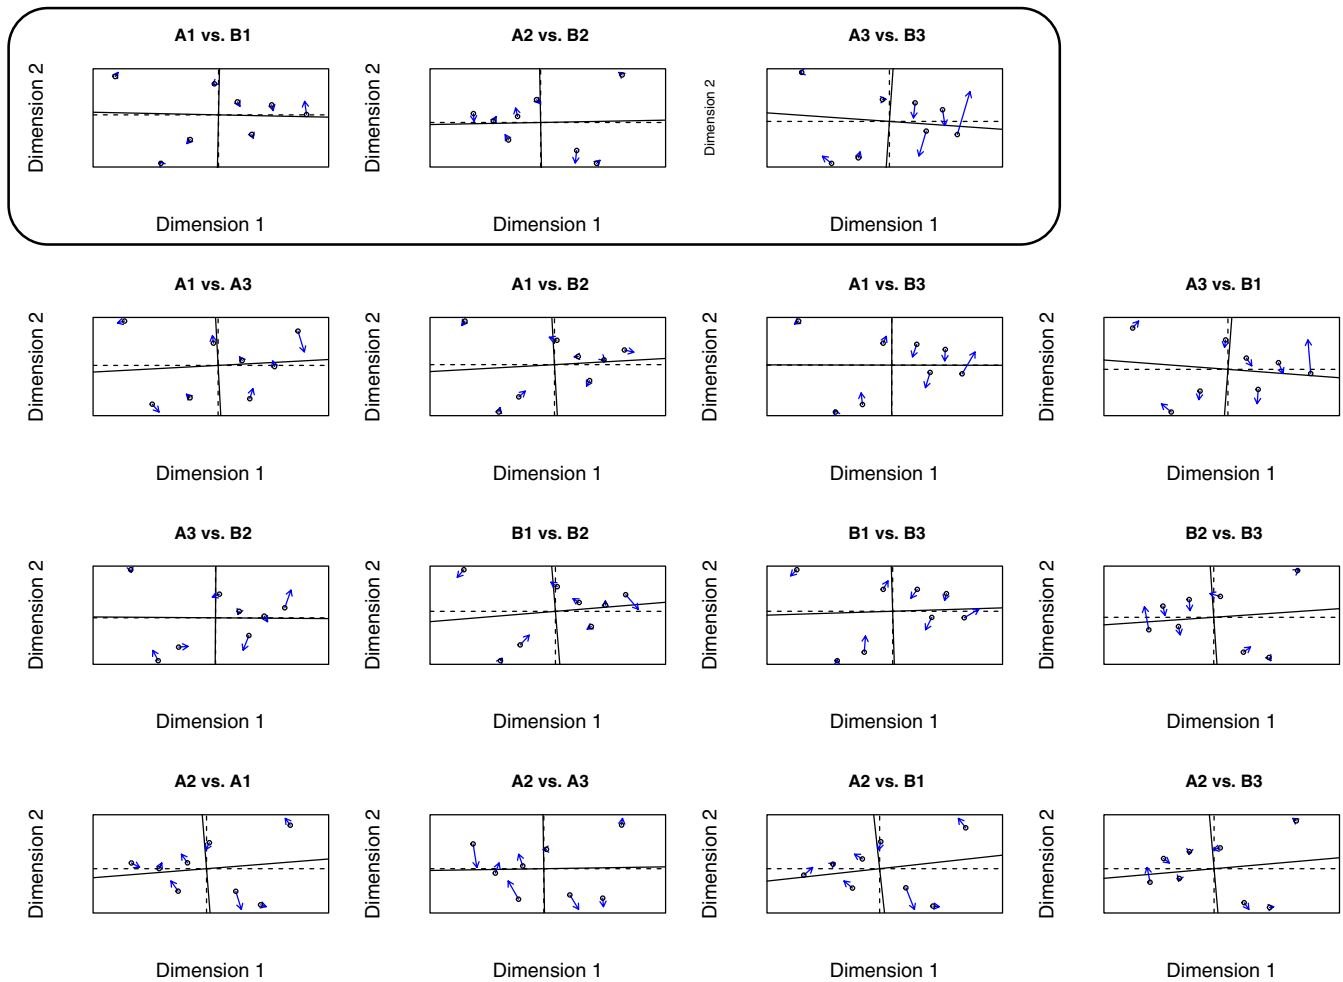 A1 vs. B1
A2 vs. B2
A3 vs. B3
Dimension 2
Dimension 2
Dimension 2
Dimension 1
Dimension 1
Dimension 1
A1 vs. A3
A1 vs. B2
A1 vs. B3
A3 vs. B1
Dimension 2
Dimension 2
Dimension 2
Dimension 2
Dimension 1
Dimension 1
Dimension 1
Dimension 1
A3 vs. B2
B1 vs. B2
B1 vs. B3
B2 vs. B3
Dimension 2
Dimension 2
Dimension 2
Dimension 2
Dimension 1
Dimension 1
Dimension 1
Dimension 1
A2 vs. A1
A2 vs. A3
A2 vs. B1
A2 vs. B3
Dimension 2
Dimension 2
Dimension 2
Dimension 2
Dimension 1
Dimension 1
Dimension 1
Dimension 1